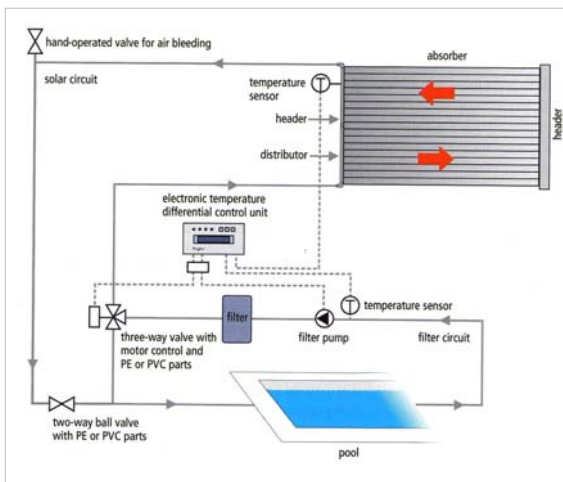 hand-operated valve for air bleeding
solar circuit
absorber
temperature
sensor
T
header
header
distributor
electronic temperature
differential control unit
T
temperature sensor
filter
three-way valve with
motor control and
PE or PVC parts
filter pump
filter circuit
two-way ball valve
with PE or PVC parts
pool